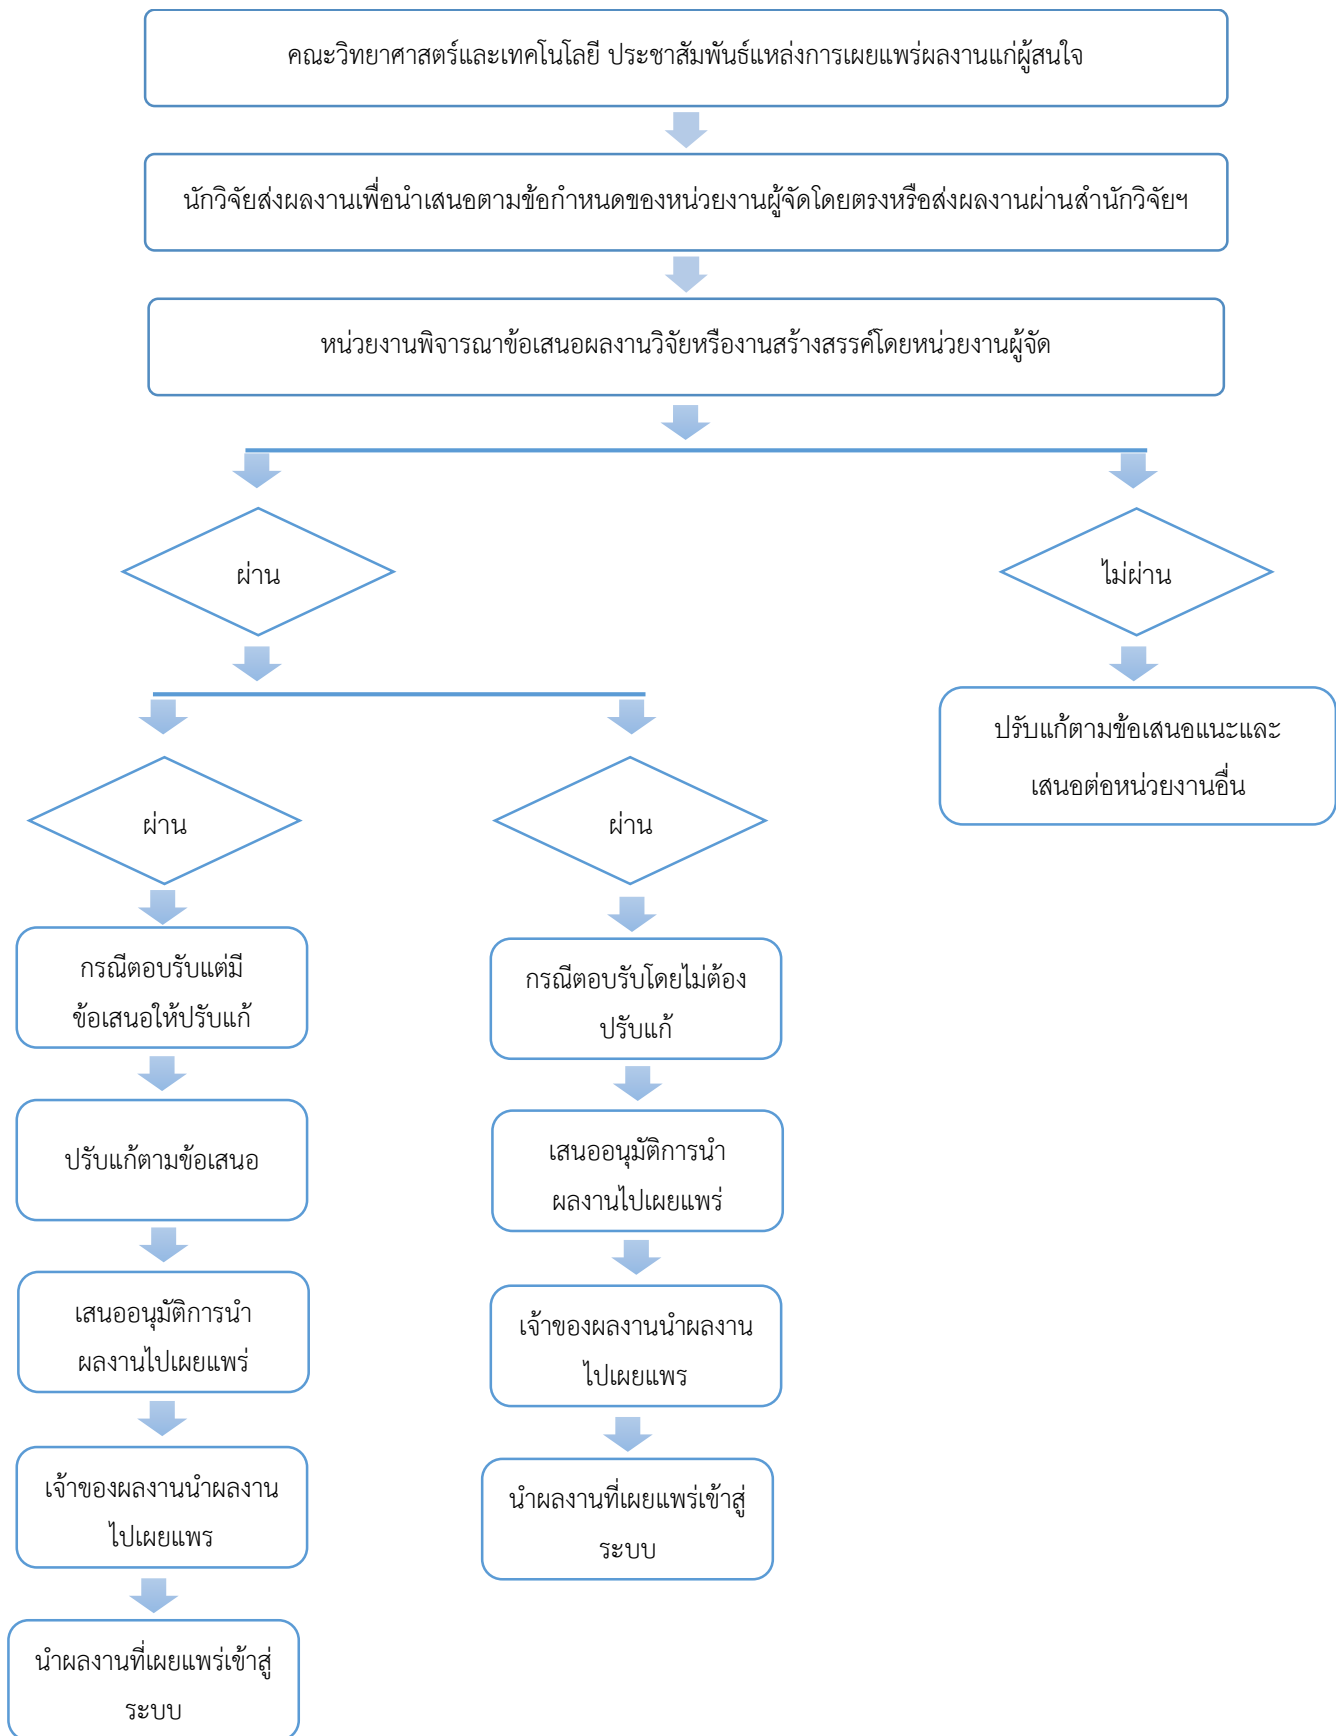 คณะวิทยาศาสตร์และเทคโนโลยี ประชาสัมพันธ์แหล่งการเผยแพร่ผลงานแก่ผู้สนใจ
นักวิจัยส่งผลงานเพื่อนำเสนอตามข้อกำหนดของหน่วยงานผู้จัดโดยตรงหรือส่งผลงานผ่านสำนักวิจัยฯ
หน่วยงานพิจารณาข้อเสนอผลงานวิจัยหรืองานสร้างสรรค์โดยหน่วยงานผู้จัด
ผ่าน
ไม่ผ่าน
ปรับแก้ตามข้อเสนอแนะและ
เสนอต่อหน่วยงานอื่น
ผ่าน
ผ่าน
กรณีตอบรับแต่มี
ข้อเสนอให้ปรับแก้
ปรับแก้ตามข้อเสนอ
เสนออนุมัติการนำ
ผลงานไปเผยแพร่
เจ้าของผลงานนำผลงาน
ไปเผยแพร
นำผลงานที่เผยแพร่เข้าสู่
ระบบ
กรณีตอบรับโดยไม่ต้อง
ปรับแก้
เสนออนุมัติการนำ
ผลงานไปเผยแพร่
เจ้าของผลงานนำผลงาน
ไปเผยแพร
นำผลงานที่เผยแพร่เข้าสู่
ระบบ